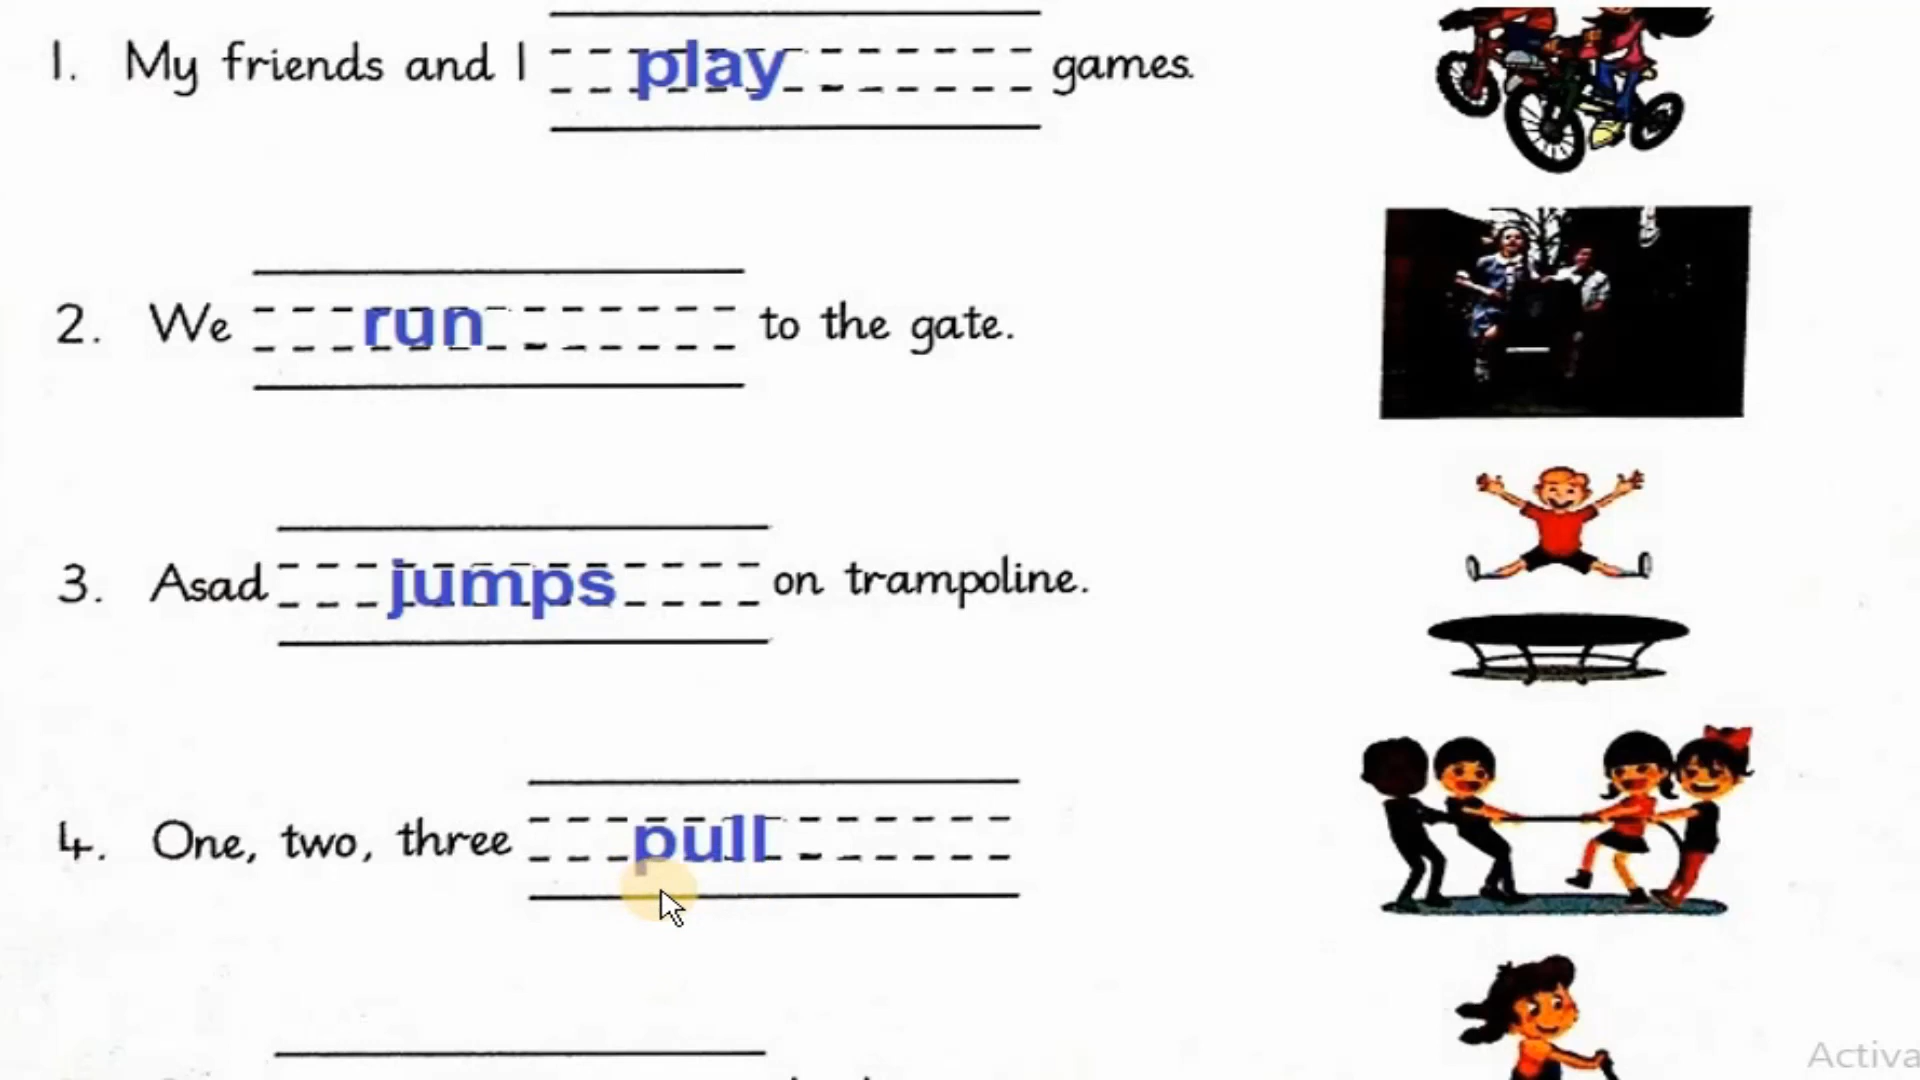 1. My friends and I play games.
2. We run to the gate.
3. Asad jumps on trampoline.
4. One, two, three pull
Activa